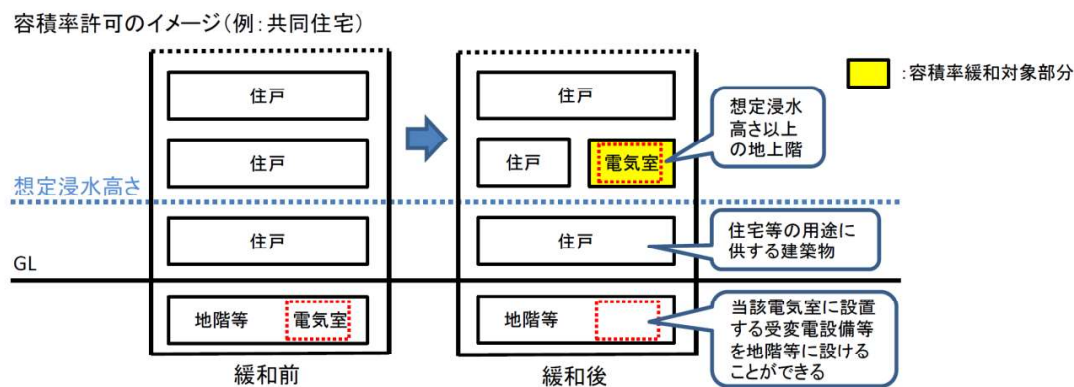 容積率許可のイメージ(例:共同住宅)
:容積率緩和対象部分
住戸
住戸
住戸
地階等
電気室
緩和前
想定浸水高さ
GL
住戸
住戸
電気室
住戸
地階等
緩和後
想定浸水
高さ以上
の地上階
住宅等の用途に
供する建築物
当該電気室に設置
する受変電設備等
を地階等に設ける
ことができる